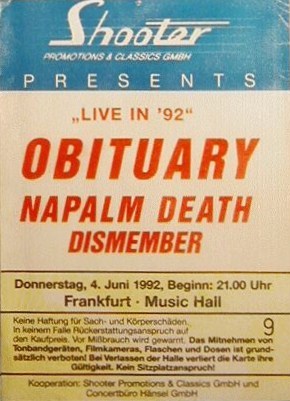 Shooter
PROMOTIONS & CLASSICS GMBH
PRESENTS
„LIVE IN '92“
OBITUARY
NAPALM DEATH
DISMEMBER
Donnerstag, 4. Juni 1992, Beginn: 21.00 Uhr
Frankfurt · Music Hall
Keine Haftung für Sach- und Körperschäden.
In keinem Falle Rückerstattungsanspruch auf
den Kaufpreis. Vor Mißbrauch wird gewarnt. Das Mitnehmen von
Tonbandgeräten, Filmkameras, Flaschen und Dosen ist grund-
sätzlich verboten! Bei Verlassen der Halle verliert die Karte ihre
Gültigkeit. Kein Sitzplatzanspruch!
9
Kooperation: Shooter Promotions & Classics GmbH und
Concertbüro Hänsel GmbH